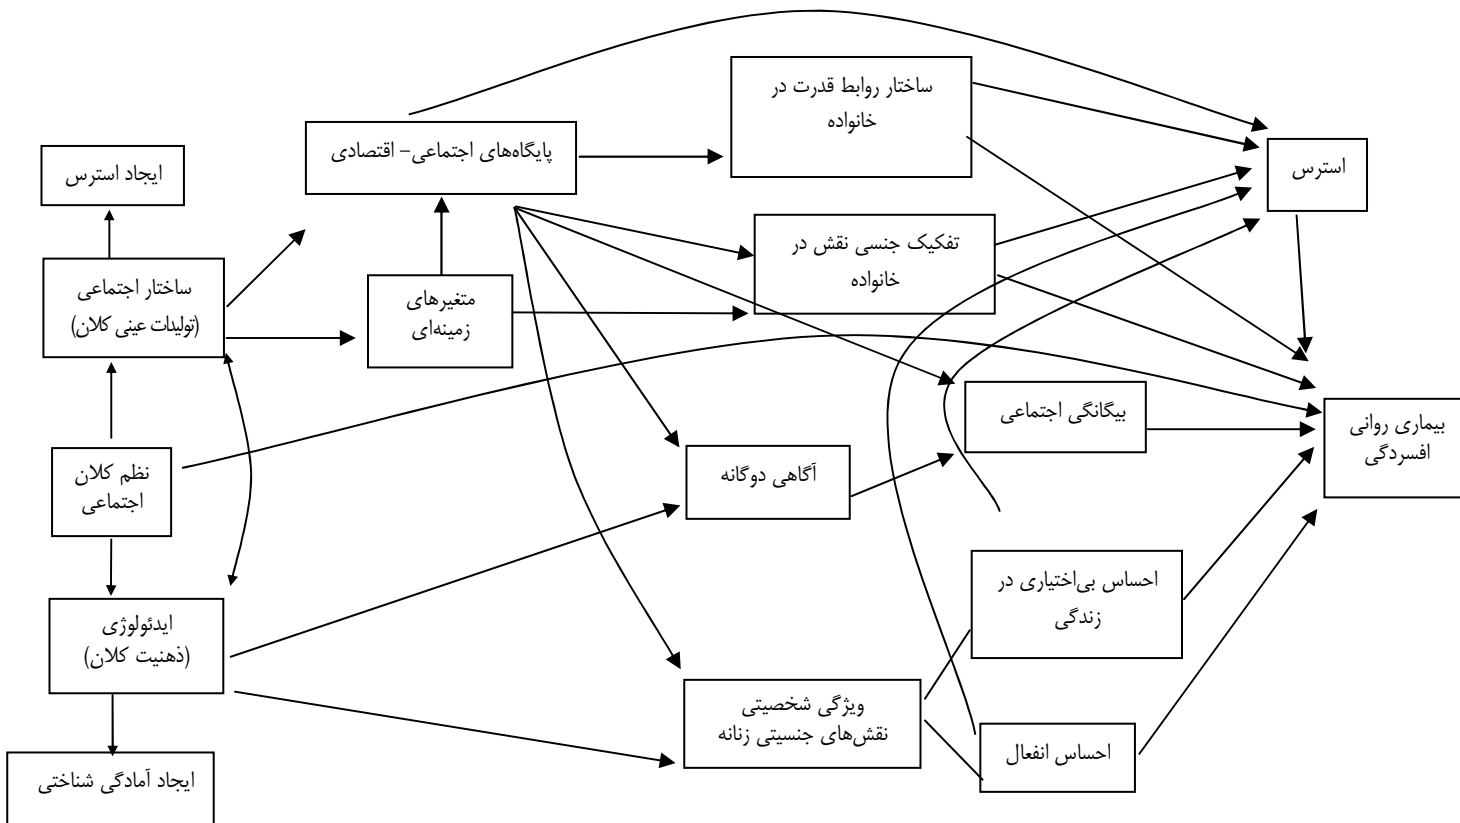 ساختار روابط قدرت در
خانواده
پایگاه‌های اجتماعی– اقتصادی
استرس
ایجاد استرس
تفکیک جنسی نقش در
خانواده
ساختار اجتماعی
(تولیدات عینی کلان)
متغیرهای
زمینه‌ای
بیگانگی اجتماعی
بیماری روانی
افسردگی
آگاهی دوگانه
نظم کلان
اجتماعی
احساس بی‌اختیاری در
زندگی
ایدئولوژی
(ذهنیت کلان)
ویژگی شخصیتی
نقش‌های جنسیتی زنانه
احساس انفعال
ایجاد آمادگی شناختی